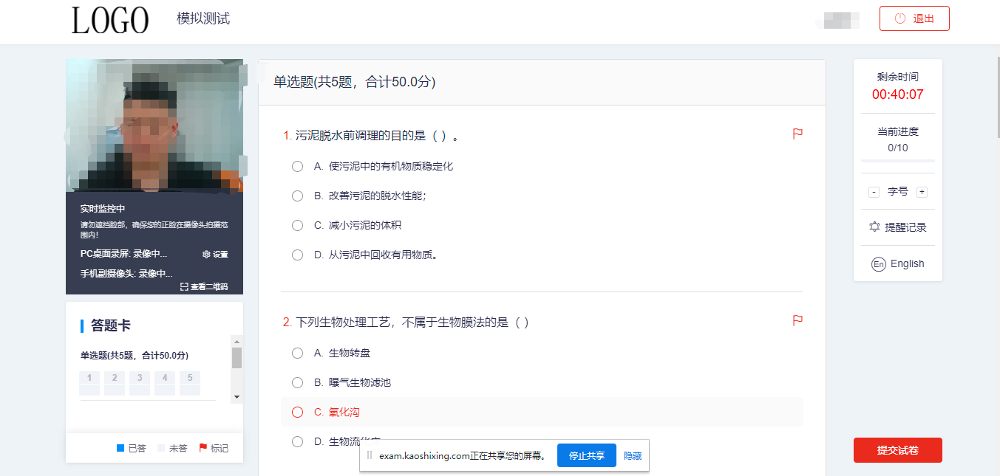 LOGO
模拟测试
退出
实时监控中
请勿遮挡脸部，确保您的正脸在摄像头拍摄范
围内！
PC桌面录屏: 录像中...
设置
手机副摄像头: 录像中...
查看二维码
答题卡
单选题(共5题，合计50.0分)
1 2 3 4 5
已答 未答 标记
单选题(共5题，合计50.0分)
1. 污泥脱水前调理的目的是（ ）。
A. 使污泥中的有机物质稳定化
B. 改善污泥的脱水性能；
C. 减小污泥的体积
D. 从污泥中回收有用物质。
2. 下列生物处理工艺，不属于生物膜法的是（ ）
A. 生物转盘
B. 曝气生物滤池
C. 氧化沟
D. 生物流化床
exam.kaoshixing.com正在共享您的屏幕。
停止共享
隐藏
剩余时间
00:40:07
当前进度
0/10
- 字号 +
提醒记录
En English
提交试卷